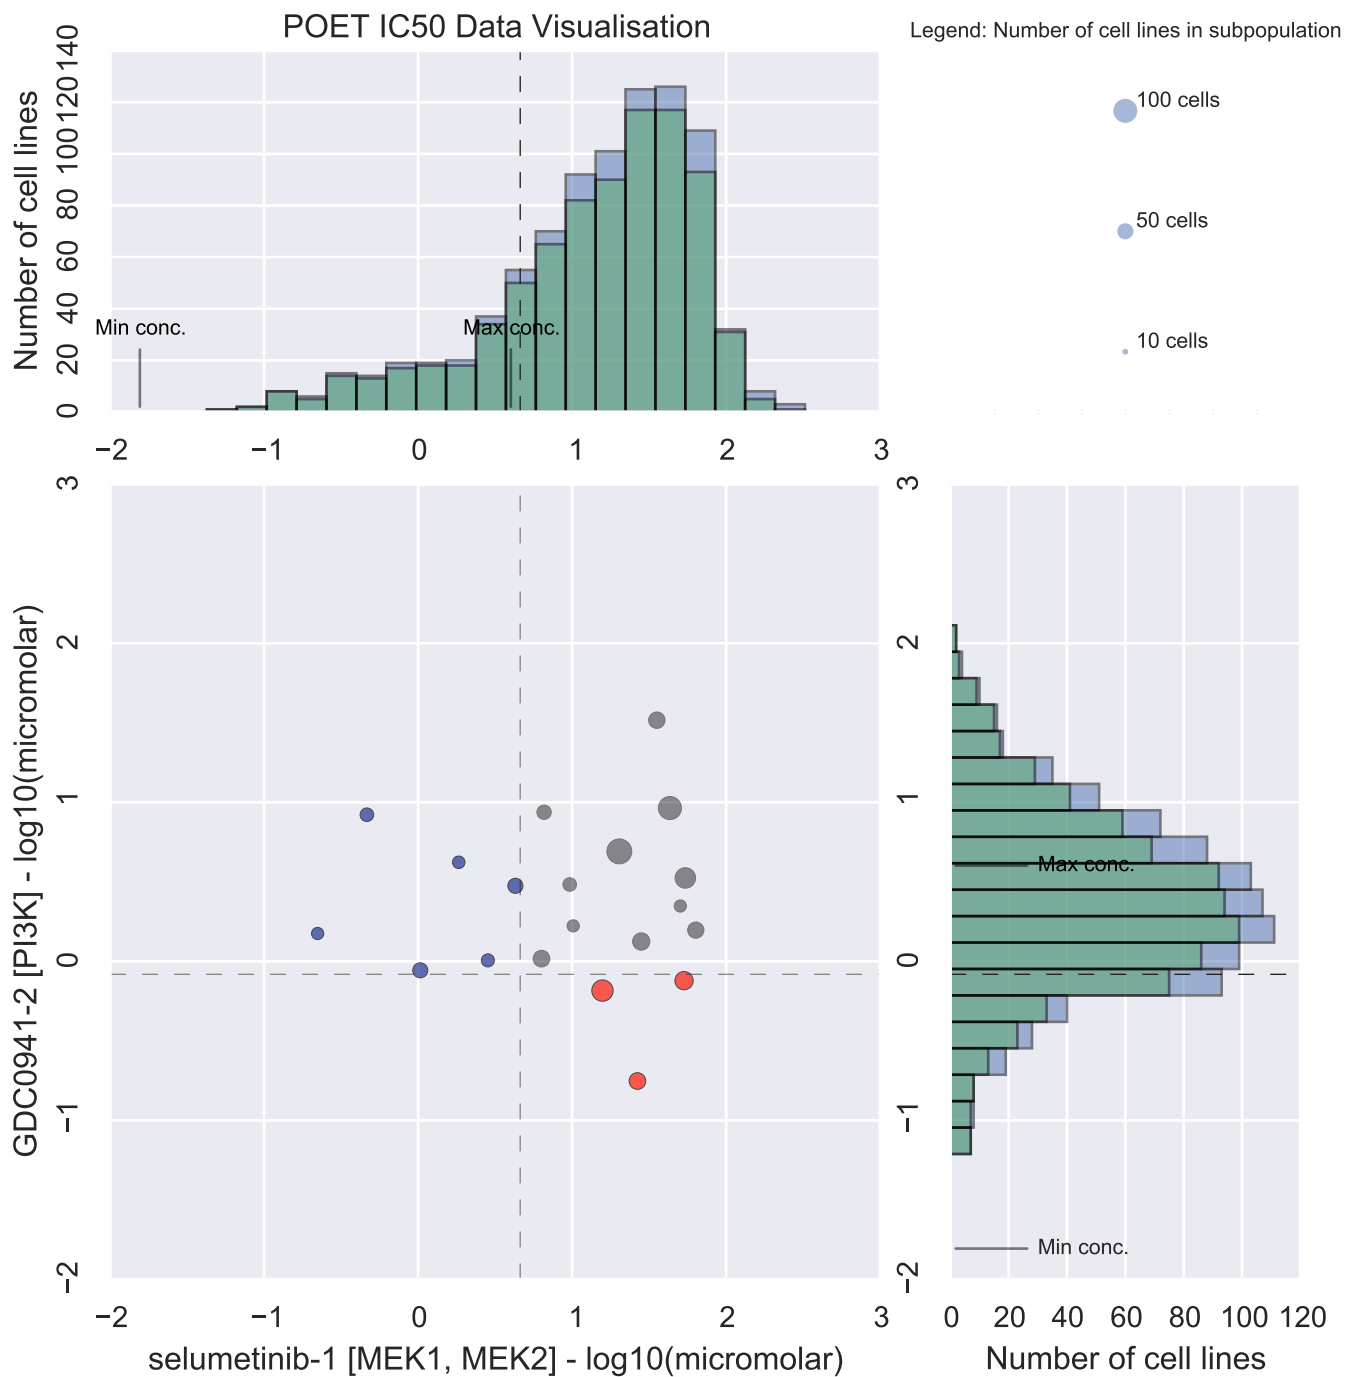 POET IC50 Data Visualisation
Legend: Number of cell lines in subpopulation
100 cells
50 cells
10 cells
Number of cell lines
0 20 40 60 80 100 120 140
Min conc.
Max conc.
−2 −1 0 1 2 3
GDC0941-2 [PI3K] - log10(micromolar)
3
2
1
0
−1
−2
−2 −1 0 1 2 3
selumetinib-1 [MEK1, MEK2] - log10(micromolar)
3
2
1
0
−1
−2
Max conc.
Min conc.
0 20 40 60 80 100 120
Number of cell lines